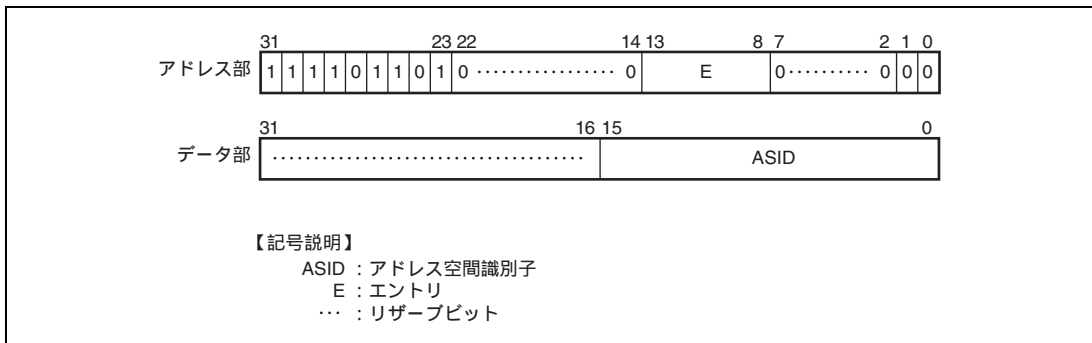 31 23 22 14 13 8 7 2 1 0
アドレス部 1 1 1 1 0 1 1 0 1 0 ················· 0 E 0·········· 0 0 0
31 16 15 0
データ部 ····································· ASID
【記号説明】
ASID : アドレス空間識別子
E : エントリ
··· : リザーブビット